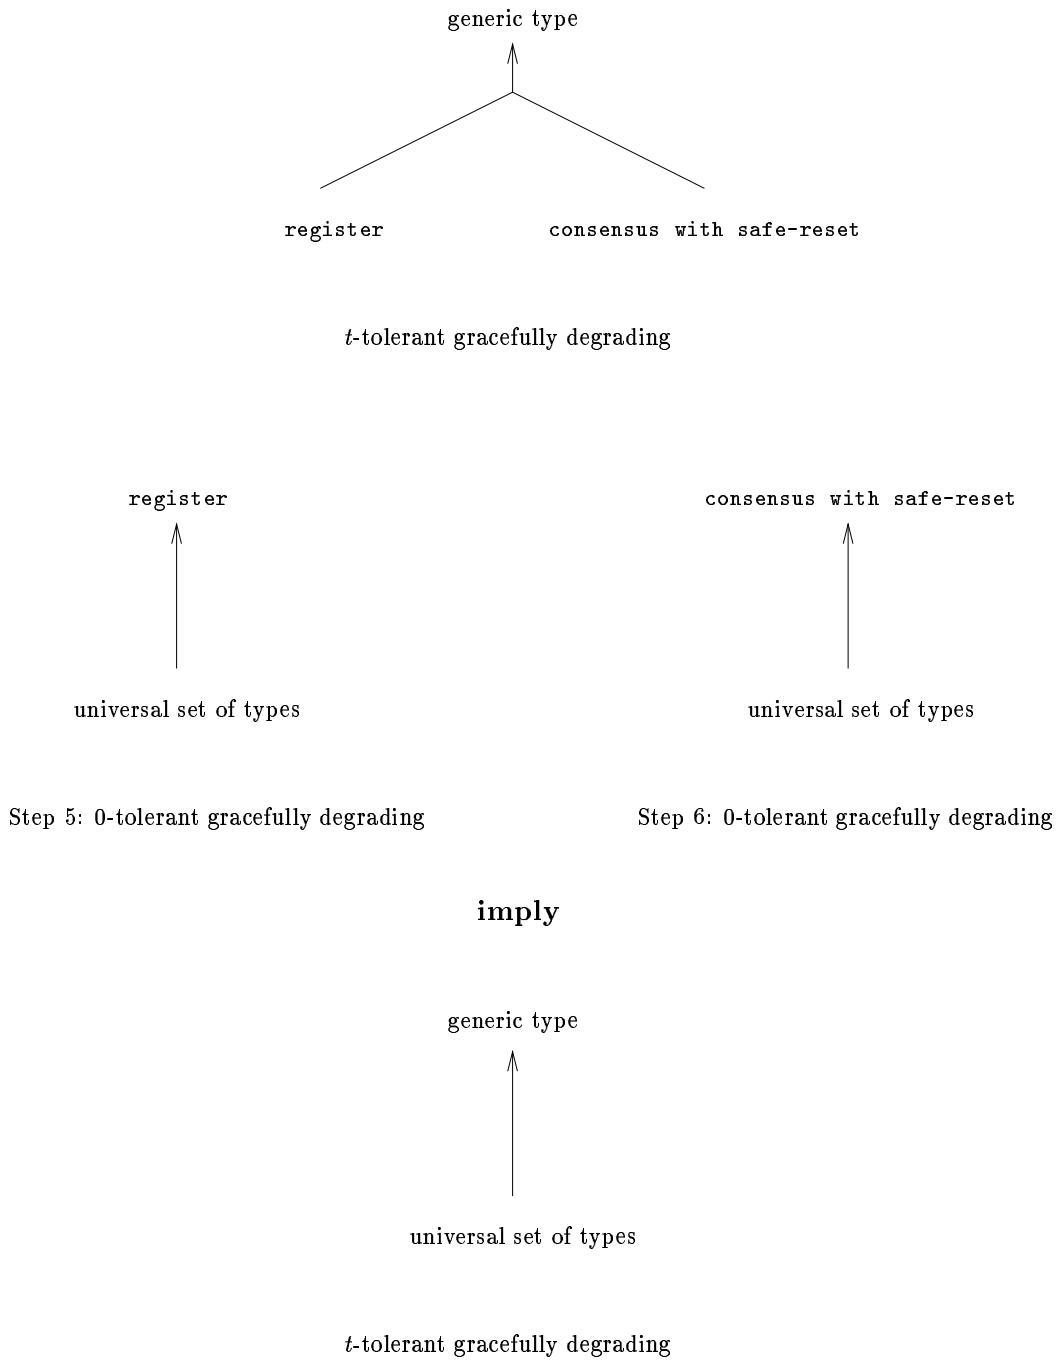 generic type
register consensus with safe-reset
t-tolerant gracefully degrading
register consensus with safe-reset
universal set of types universal set of types
Step 5: 0-tolerant gracefully degrading Step 6: 0-tolerant gracefully degrading
imply
generic type
universal set of types
t-tolerant gracefully degrading